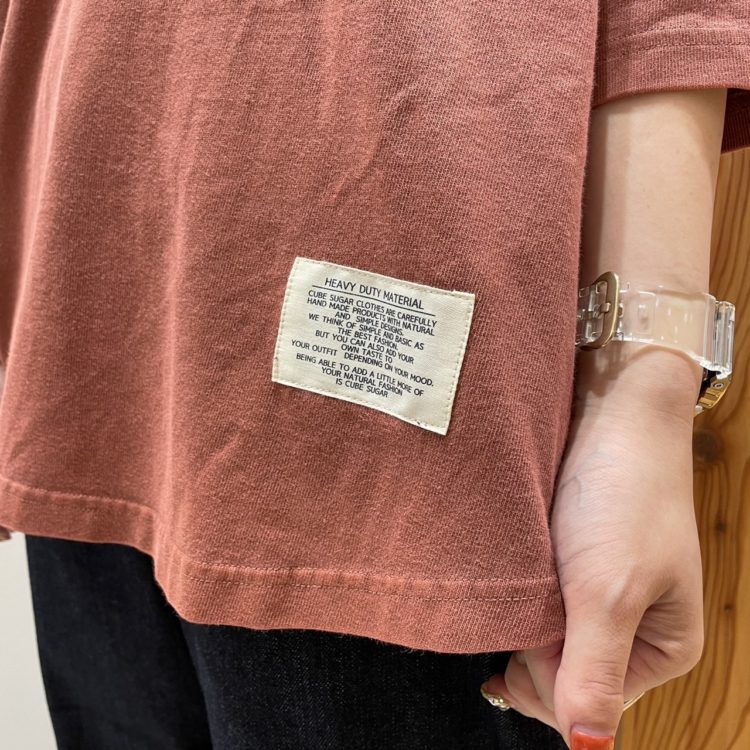 HEAVY DUTY MATERIAL
CUBE SUGAR CLOTHES ARE CAREFULLY
HAND MADE PRODUCTS WITH NATURAL
AND SIMPLE DESIGNS.
WE THINK OF SIMPLE AND BASIC AS
THE BEST FASHION.
BUT YOU CAN ALSO ADD YOUR
OWN TASTE TO
YOUR OUTFIT DEPENDING ON YOUR MOOD.
BEING ABLE TO ADD A LITTLE MORE OF
YOUR NATURAL FASHION
IS CUBE SUGAR